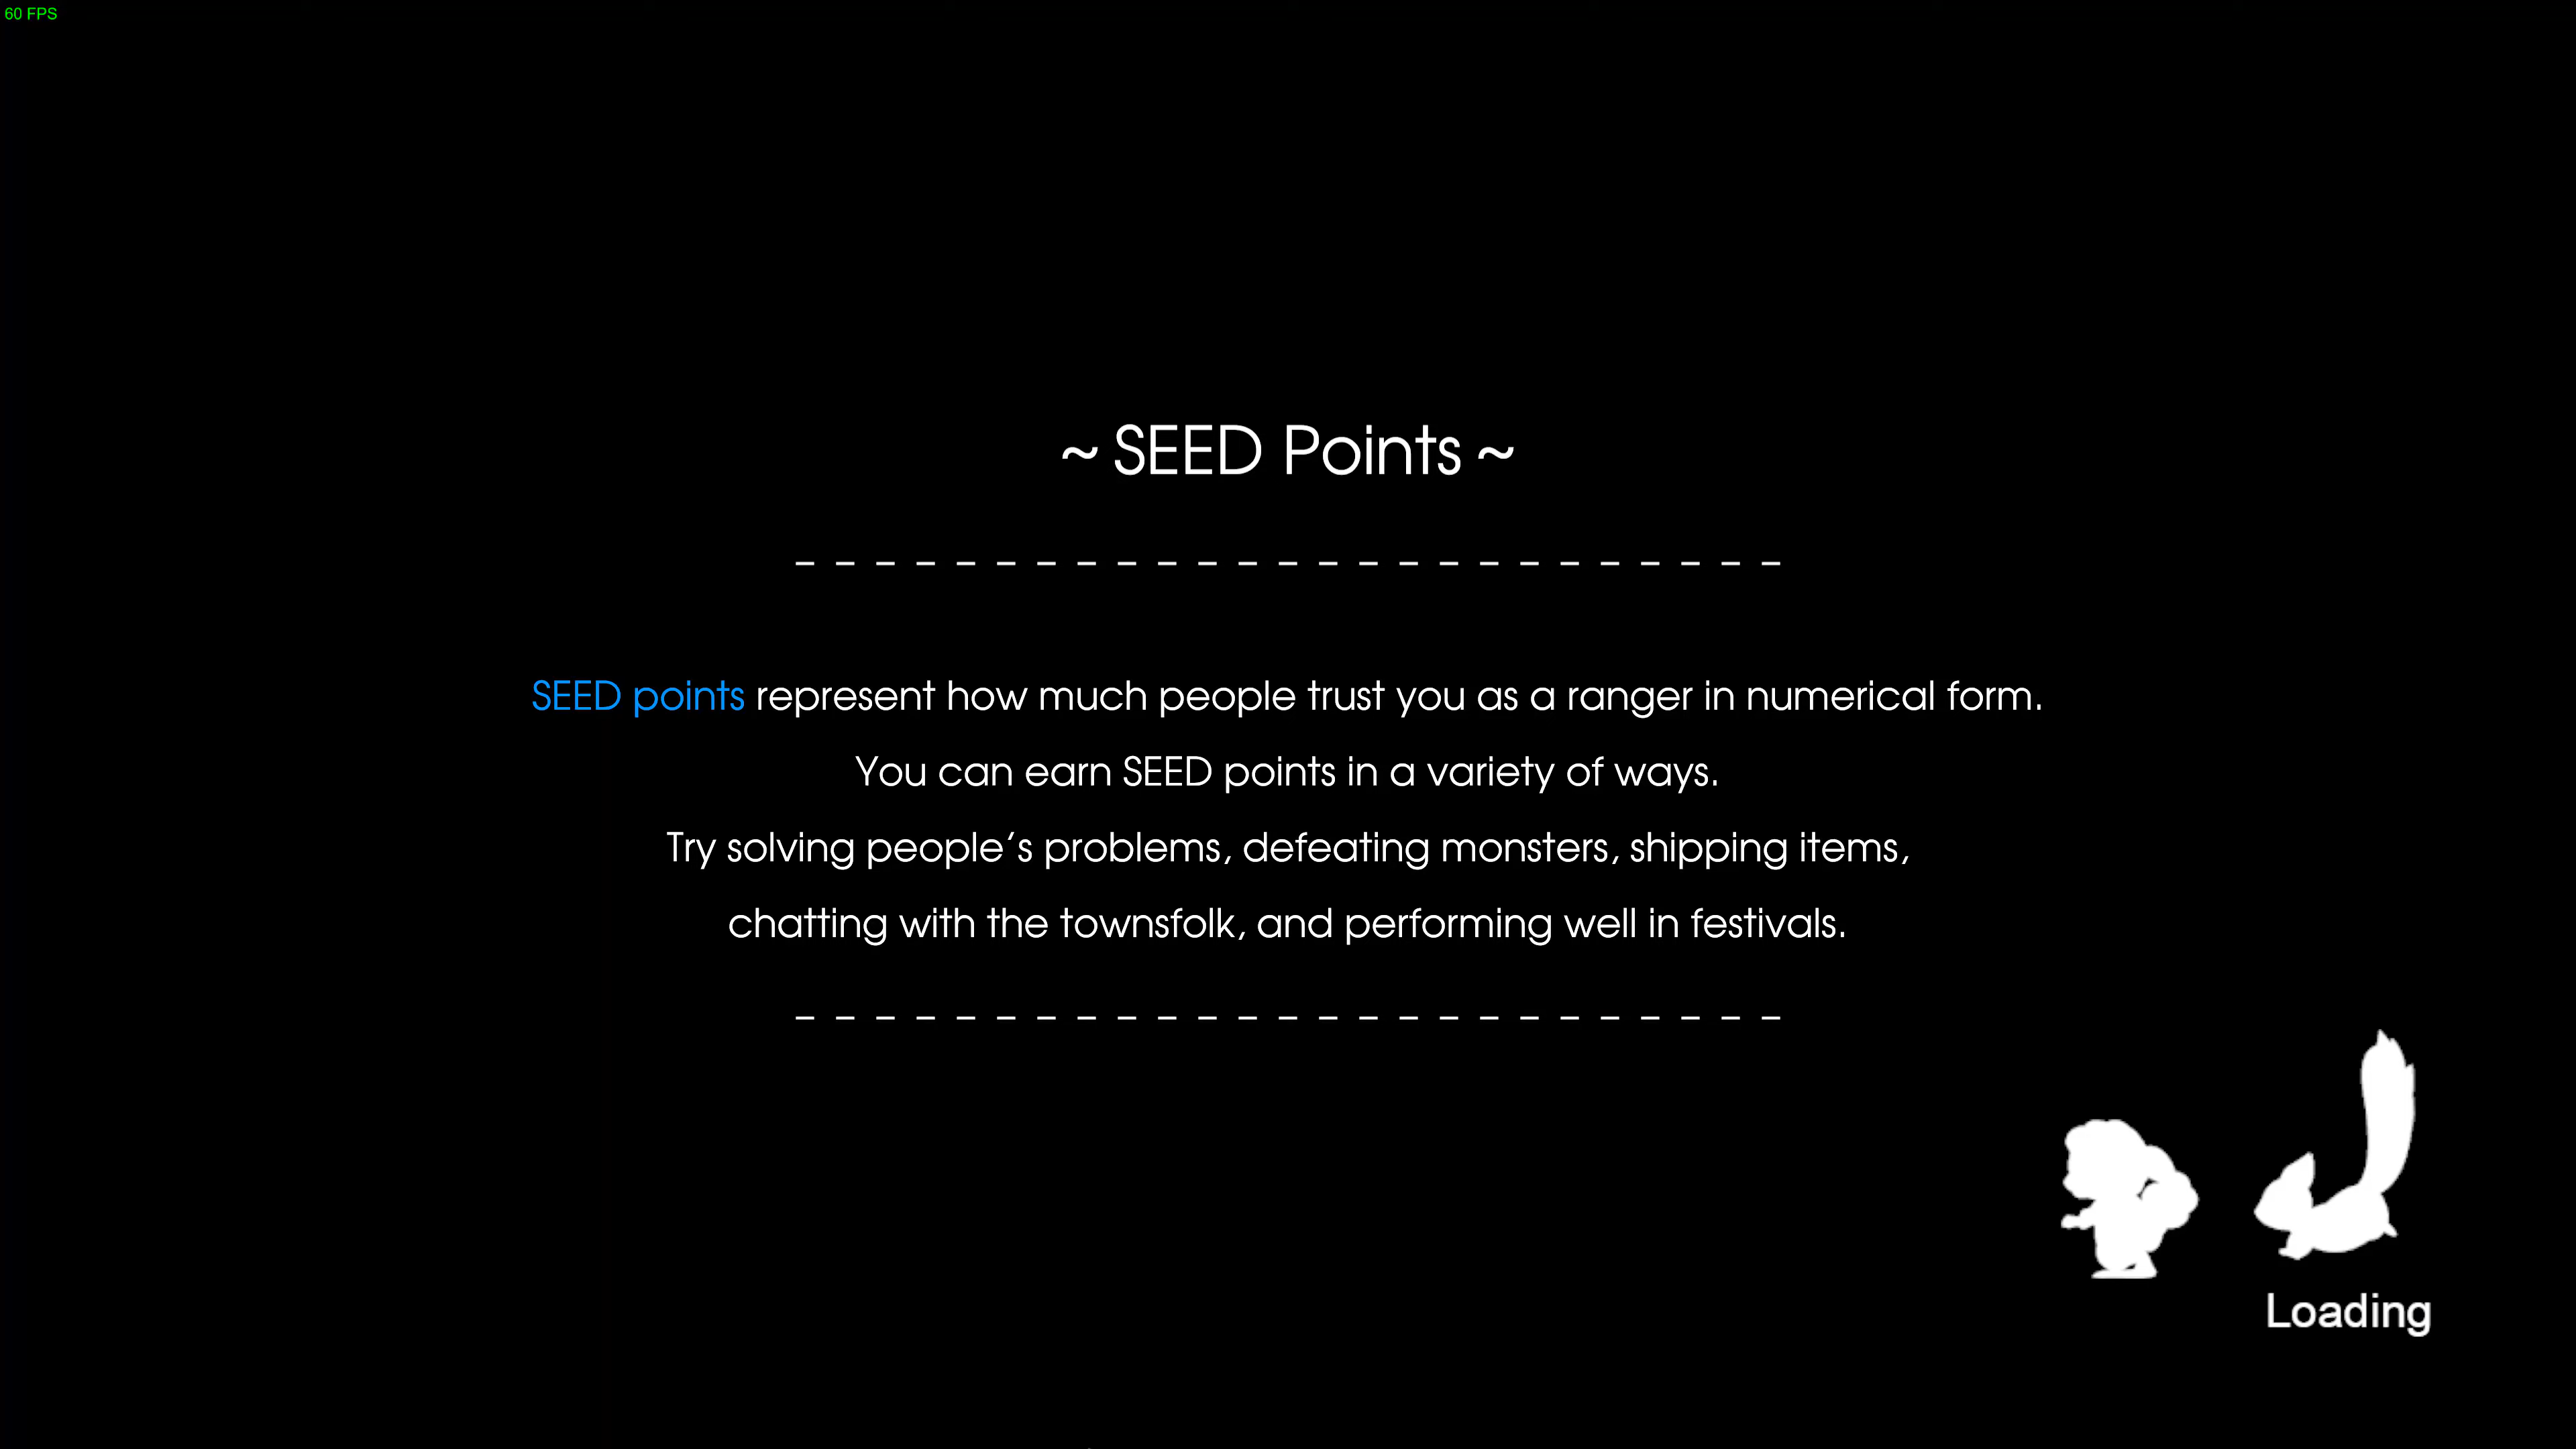 60 FPS
~ SEED Points ~
– – – – – – – – – – – – – – – – – – – – – – – – –
SEED points represent how much people trust you as a ranger in numerical form.
You can earn SEED points in a variety of ways.
Try solving people’s problems, defeating monsters, shipping items,
chatting with the townsfolk, and performing well in festivals.
– – – – – – – – – – – – – – – – – – – – – – – – –
Loading